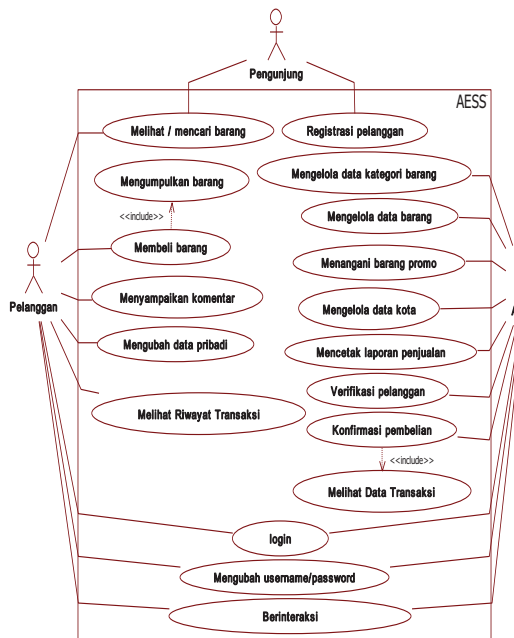 Pengunjung
AESS
Melihat / mencari barang
Registrasi pelanggan
Mengumpulkan barang
Mengelola data kategori barang
<<include>>
Mengelola data barang
Membeli barang
Menangani barang promo
Pelanggan
Menyampaikan komentar
Mengelola data kota
Mengubah data pribadi
Mencetak laporan penjualan
Verifikasi pelanggan
Melihat Riwayat Transaksi
Konfirmasi pembelian
<<include>>
Melihat Data Transaksi
login
Mengubah username/password
Berinteraksi